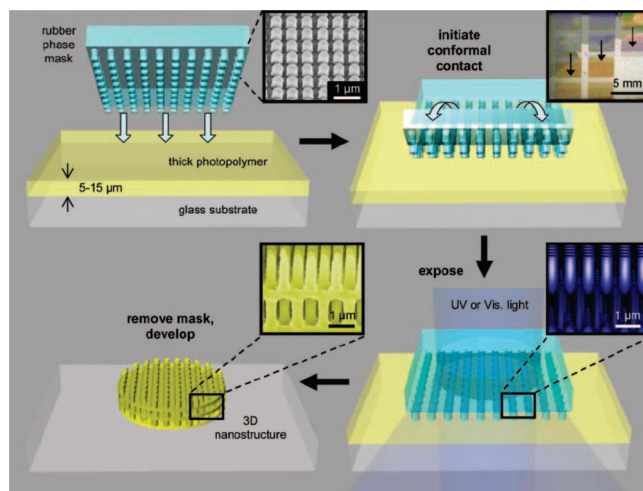 rubber
phase
mask
1 µm
initiate
conformal
contact
5 mm
thick photopolymer
5-15 µm
glass substrate
expose
UV or Vis. light
1 µm
remove mask,
develop
1 µm
3D
nanostructure